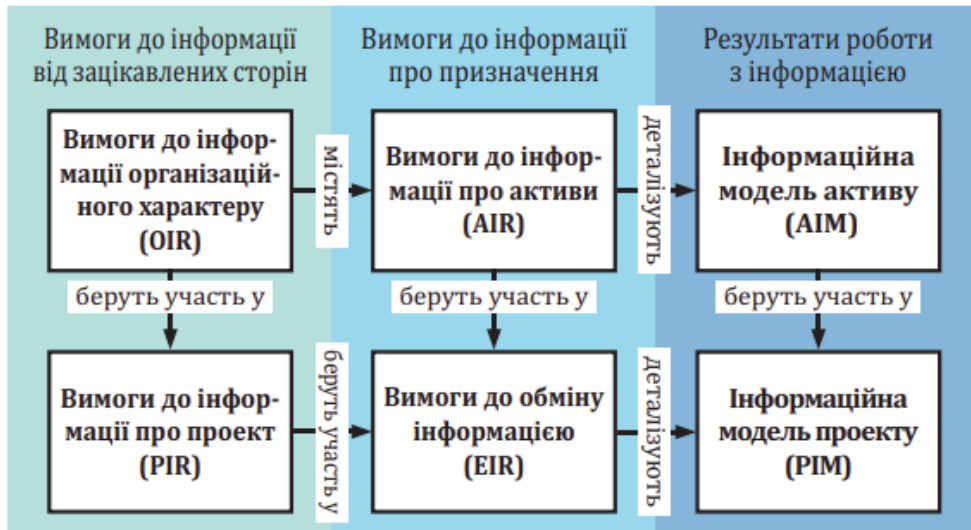 Вимоги до інформації
від зацікавлених сторін
Вимоги до інформації
про призначення
Результати роботи
з інформацією
Вимоги до інфор-
мації організацій-
ного характеру
(OIR)
містять
Вимоги до інфор-
мації про активи
(AIR)
деталізують
Інформаційна
модель активу
(AIM)
беруть участь у
беруть участь у
беруть участь у
Вимоги до інфор-
мації про проект
(PIR)
беруть участь у
Вимоги до обміну
інформацією
(EIR)
деталізують
Інформаційна
модель проекту
(PIM)